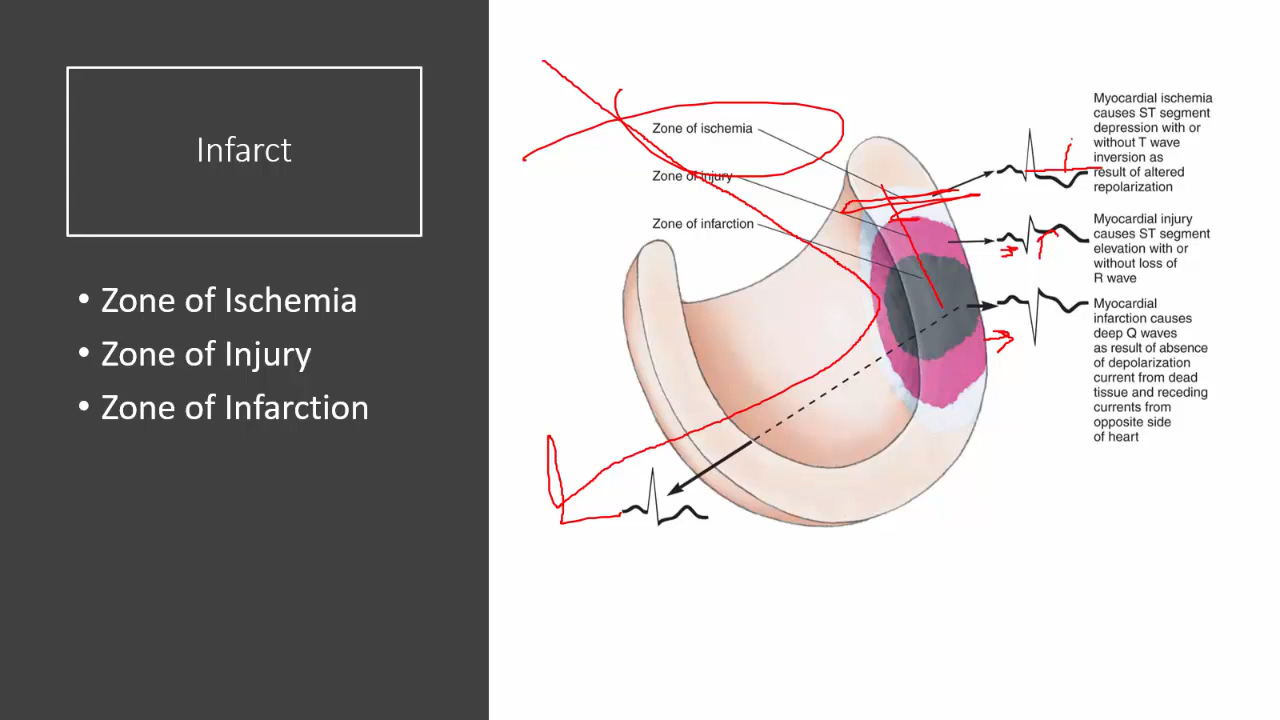 Infarct
• Zone of Ischemia
• Zone of Injury
• Zone of Infarction
Zone of ischemia
Zone of injury
Zone of infarction
Myocardial ischemia
causes ST segment
depression with or
without T wave
inversion as
result of altered
repolarization
Myocardial injury
causes ST segment
elevation with or
without loss of
R wave
Myocardial
infarction causes
deep Q waves
as result of absence
of depolarization
current from dead
tissue and receding
currents from
opposite side
of heart